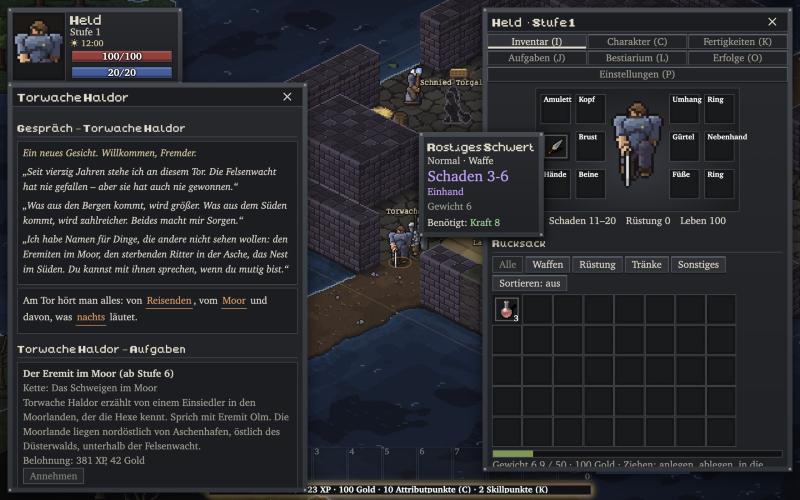 Held
Stufe 1
12:00
100/100
20/20
Torwache Haldor
Gespräch – Torwache Haldor
Ein neues Gesicht. Willkommen, Fremder.
„Seit vierzig Jahren stehe ich an diesem Tor. Die Felsenwacht
hat nie gefallen – aber sie hat auch nie gewonnen.“
„Was aus den Bergen kommt, wird größer. Was aus dem Süden
kommt, wird zahlreicher. Beides macht mir Sorgen.“
„Ich habe Namen für Dinge, die andere nicht sehen wollen: den
Eremiten im Moor, den sterbenden Ritter in der Asche, das Nest
im Süden. Du kannst mit ihnen sprechen, wenn du mutig bist.“
Am Tor hört man alles: von Reisenden, vom Moor und
davon, was nachts läutet.
Torwache Haldor – Aufgaben
Der Eremit im Moor (ab Stufe 6)
Kette: Das Schweigen im Moor
Torwache Haldor erzählt von einem Einsiedler in den
Moorlanden, der die Hexe kennt. Sprich mit Eremit Olm. Die
Moorlande liegen nordöstlich von Aschenhafen, östlich des
Düsterwalds, unterhalb der Felsenwacht.
Belohnung: 381 XP, 42 Gold
Annehmen
Schmied Torgal
Torwach
Rostiges Schwert
Normal · Waffe
Schaden 3-6
Einhand
Gewicht 6
Benötigt: Kraft 8
Held · Stufe 1
Inventar (I) Charakter (C) Fertigkeiten (K)
Aufgaben (J) Bestiarium (L) Erfolge (O)
Einstellungen (P)
Amulett Kopf Umhang Ring
Brust Gürtel Nebenhand
Hände Beine Füße Ring
Schaden 11–20 Rüstung 0 Leben 100
Rucksack
Alle Waffen Rüstung Tränke Sonstiges
Sortieren: aus
3
Gewicht 6.9 / 50 · 100 Gold · Ziehen: anlegen, ablegen, in die
3 4 5 6 7
0
23 XP · 100 Gold · 10 Attributpunkte (C) · 2 Skillpunkte (K)